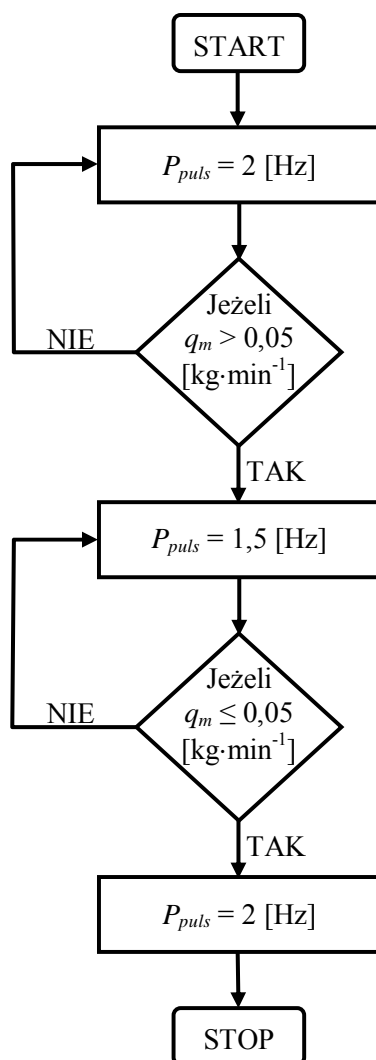 START
P_puls = 2 [Hz]
Jeżeli
q_m > 0,05
[kg·min⁻¹]
NIE
TAK
P_puls = 1,5 [Hz]
Jeżeli
q_m ≤ 0,05
[kg·min⁻¹]
NIE
TAK
P_puls = 2 [Hz]
STOP